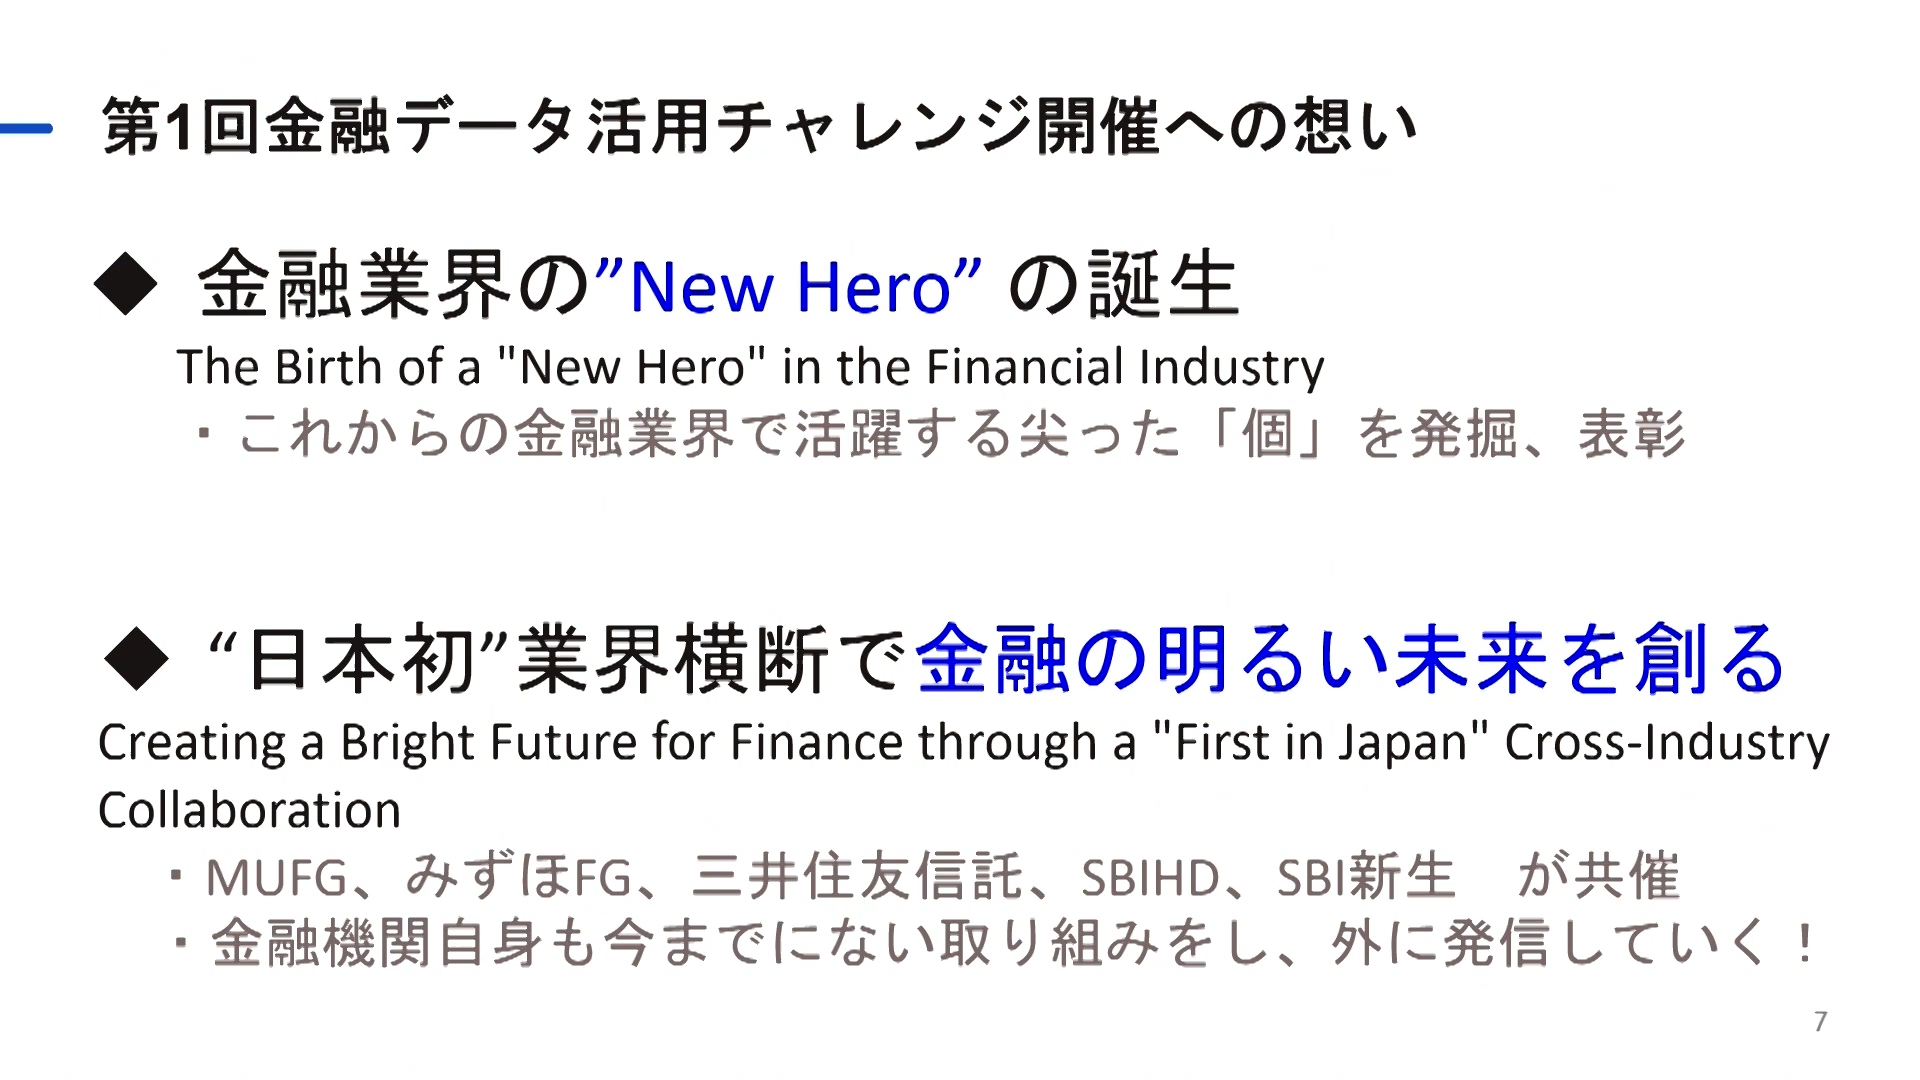 第1回金融データ活用チャレンジ開催への想い
◆ 金融業界の”New Hero” の誕生
The Birth of a "New Hero" in the Financial Industry
・これからの金融業界で活躍する尖った「個」を発掘、表彰
◆ “日本初”業界横断で金融の明るい未来を創る
Creating a Bright Future for Finance through a "First in Japan" Cross-Industry
Collaboration
・MUFG、みずほFG、三井住友信託、SBIHD、SBI新生　が共催
・金融機関自身も今までにない取り組みをし、外に発信していく！
7